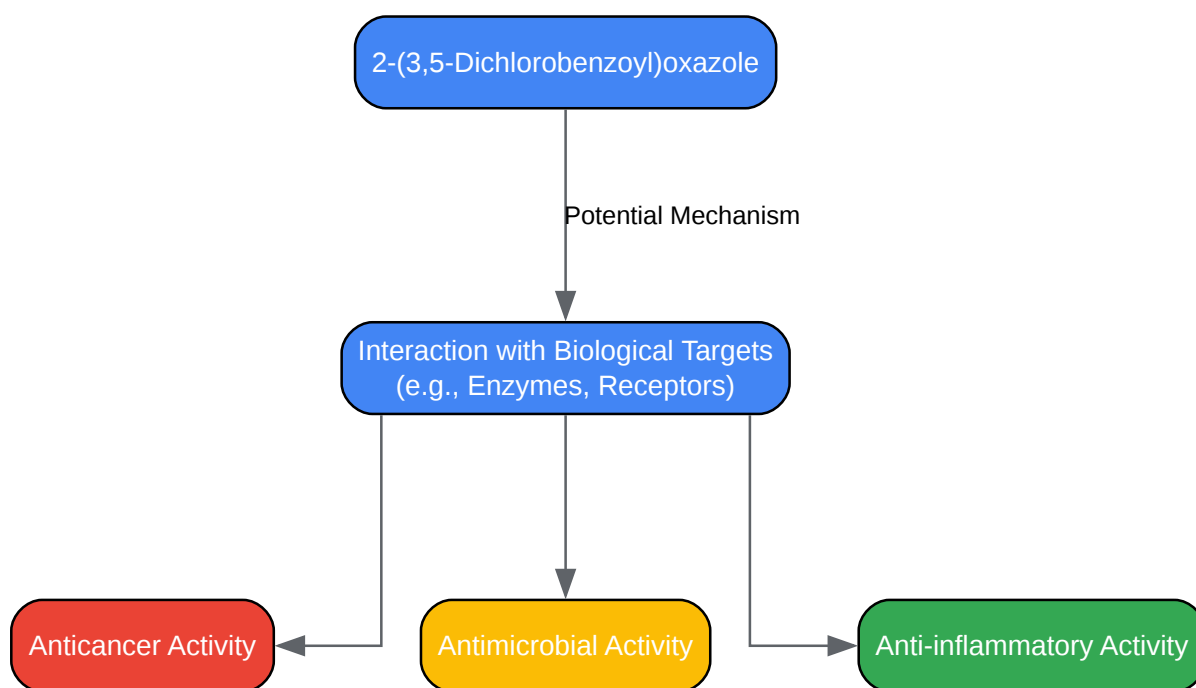 2-(3,5-Dichlorobenzoyl)oxazole
Potential Mechanism
Interaction with Biological Targets
(e.g., Enzymes, Receptors)
Anticancer Activity
Antimicrobial Activity
Anti-inflammatory Activity